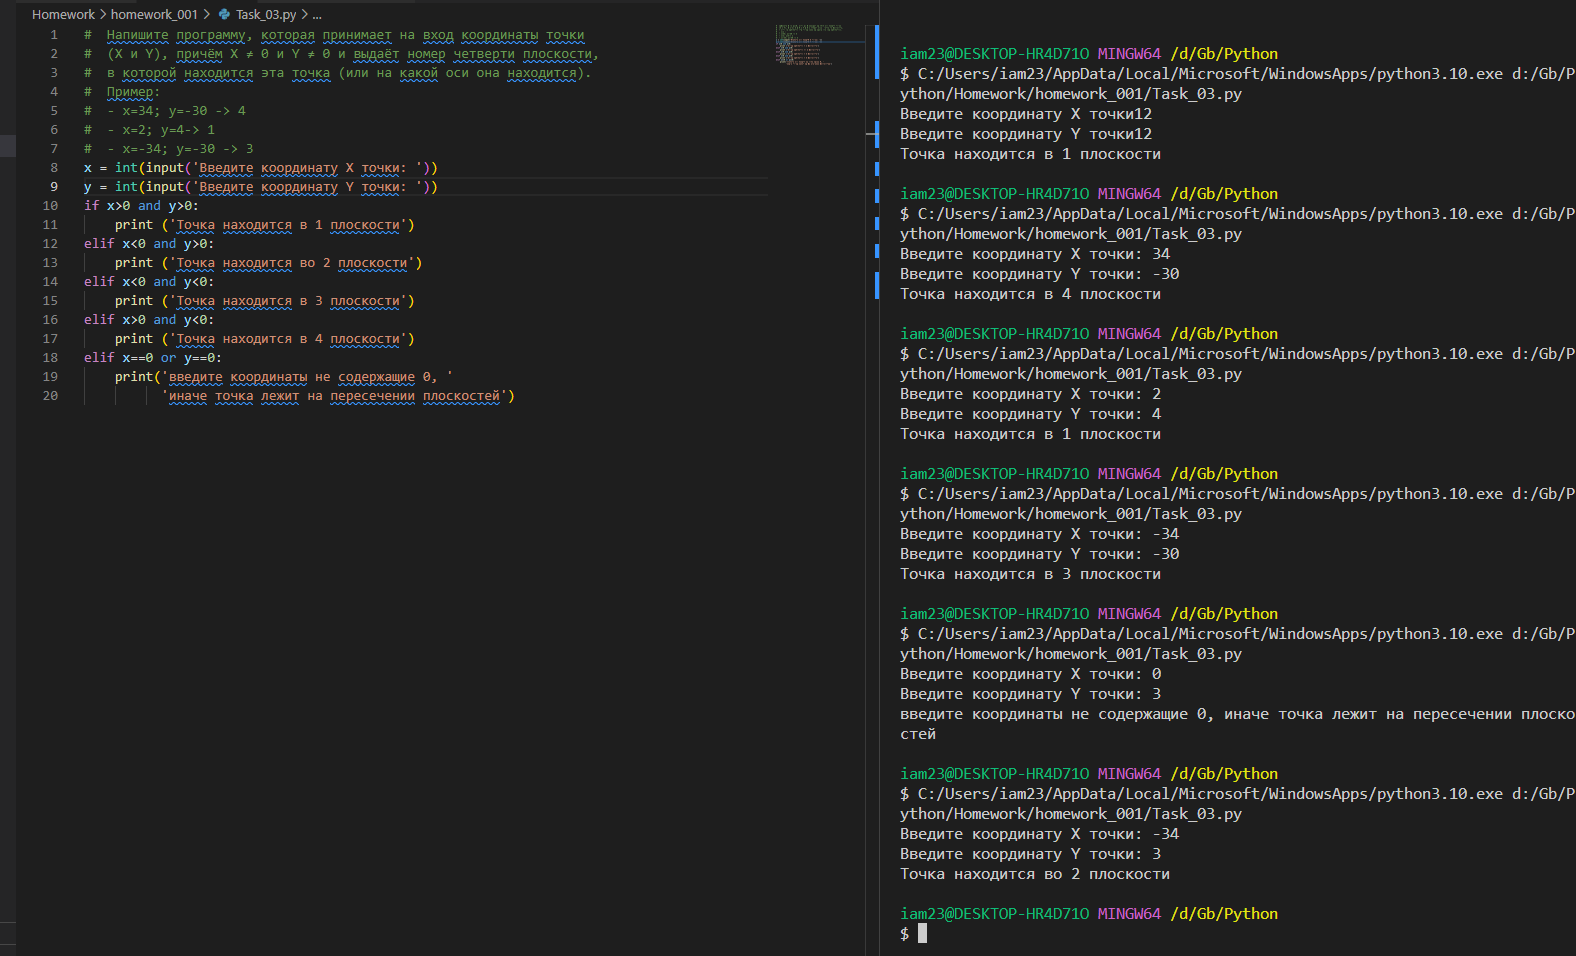 Homework > homework_001 > Task_03.py > ...
1 # Напишите программу, которая принимает на вход координаты точки
2 # (X и Y), причём X ≠ 0 и Y ≠ 0 и выдаёт номер четверти плоскости,
3 # в которой находится эта точка (или на какой оси она находится).
4 # Пример:
5 # - x=34; y=-30 -> 4
6 # - x=2; y=4-> 1
7 # - x=-34; y=-30 -> 3
8 x = int(input('Введите координату X точки: '))
9 y = int(input('Введите координату Y точки: '))
10 if x>0 and y>0:
11     print ('Точка находится в 1 плоскости')
12 elif x<0 and y>0:
13     print ('Точка находится во 2 плоскости')
14 elif x<0 and y<0:
15     print ('Точка находится в 3 плоскости')
16 elif x>0 and y<0:
17     print ('Точка находится в 4 плоскости')
18 elif x==0 or y==0:
19     print('введите координаты не содержащие 0, '
20           'иначе точка лежит на пересечении плоскостей')
iam23@DESKTOP-HR4D71O MINGW64 /d/Gb/Python
$ C:/Users/iam23/AppData/Local/Microsoft/WindowsApps/python3.10.exe d:/Gb/P
ython/Homework/homework_001/Task_03.py
Введите координату X точки12
Введите координату Y точки12
Точка находится в 1 плоскости
iam23@DESKTOP-HR4D71O MINGW64 /d/Gb/Python
$ C:/Users/iam23/AppData/Local/Microsoft/WindowsApps/python3.10.exe d:/Gb/P
ython/Homework/homework_001/Task_03.py
Введите координату X точки: 34
Введите координату Y точки: -30
Точка находится в 4 плоскости
iam23@DESKTOP-HR4D71O MINGW64 /d/Gb/Python
$ C:/Users/iam23/AppData/Local/Microsoft/WindowsApps/python3.10.exe d:/Gb/P
ython/Homework/homework_001/Task_03.py
Введите координату X точки: 2
Введите координату Y точки: 4
Точка находится в 1 плоскости
iam23@DESKTOP-HR4D71O MINGW64 /d/Gb/Python
$ C:/Users/iam23/AppData/Local/Microsoft/WindowsApps/python3.10.exe d:/Gb/P
ython/Homework/homework_001/Task_03.py
Введите координату X точки: -34
Введите координату Y точки: -30
Точка находится в 3 плоскости
iam23@DESKTOP-HR4D71O MINGW64 /d/Gb/Python
$ C:/Users/iam23/AppData/Local/Microsoft/WindowsApps/python3.10.exe d:/Gb/P
ython/Homework/homework_001/Task_03.py
Введите координату X точки: 0
Введите координату Y точки: 3
введите координаты не содержащие 0, иначе точка лежит на пересечении плоско
стей
iam23@DESKTOP-HR4D71O MINGW64 /d/Gb/Python
$ C:/Users/iam23/AppData/Local/Microsoft/WindowsApps/python3.10.exe d:/Gb/P
ython/Homework/homework_001/Task_03.py
Введите координату X точки: -34
Введите координату Y точки: 3
Точка находится во 2 плоскости
iam23@DESKTOP-HR4D71O MINGW64 /d/Gb/Python
$